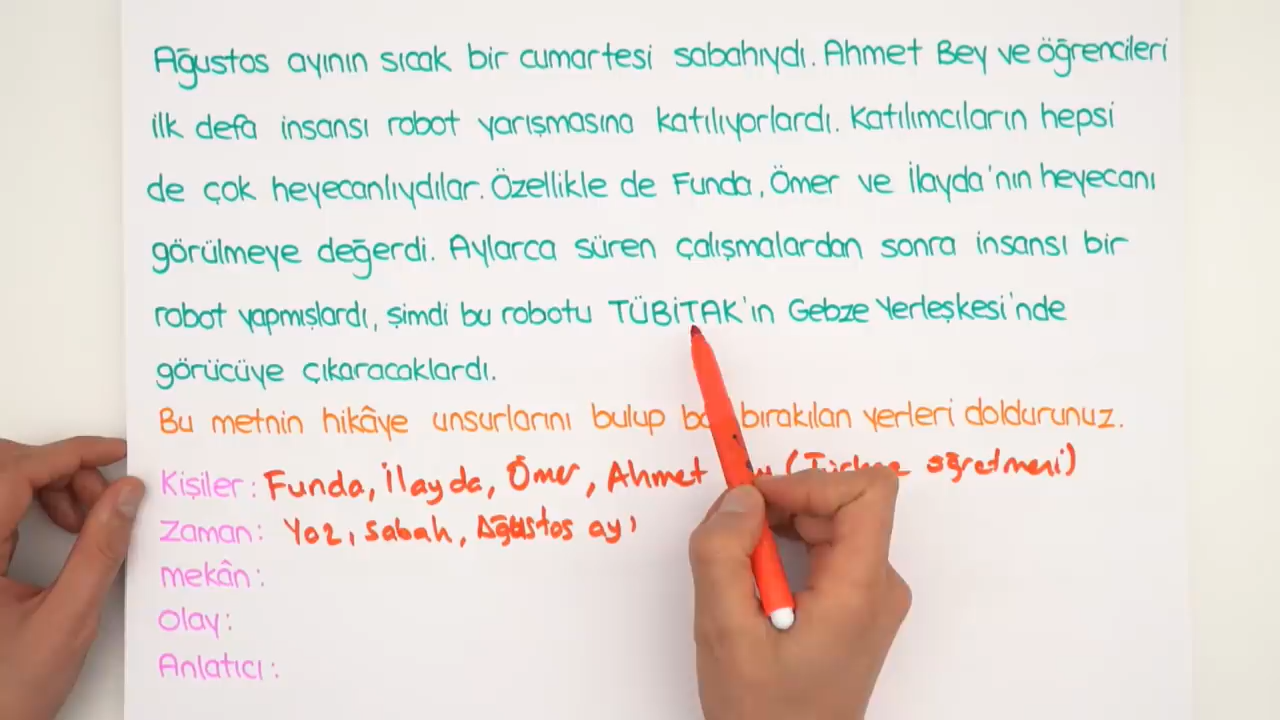 Ağustos ayının sıcak bir cumartesi sabahıydı. Ahmet Bey ve öğrencileri
ilk defa insansı robot yarışmasına katılıyorlardı. Katılımcıların hepsi
de çok heyecanlıydılar. Özellikle de Funda, Ömer ve İlayda'nın heyecanı
görülmeye değerdi. Aylarca süren çalışmalardan sonra insansı bir
robot yapmışlardı, şimdi bu robotu TÜBİTAK'ın Gebze Yerleşkesi'nde
görücüye çıkaracaklardı.
Bu metnin hikâye unsurlarını bulup bırakılan yerleri doldurunuz.
Kişiler: Funda, İlayda, Ömer, Ahmet (Türkçe öğretmeni)
Zaman: Yaz, sabah, Ağustos ayı
mekân:
Olay:
Anlatıcı: